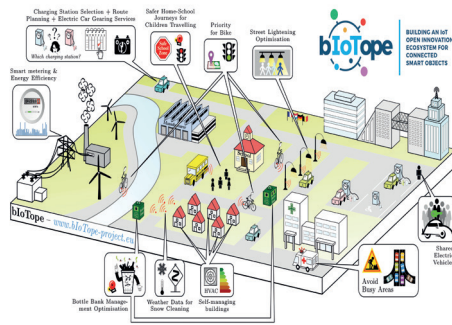 Charging Station Selection + Route
Planning + Electric Car Gearing Services
Which charging station?
Safer Home-School
Journeys for
Children Travelling
Priority
for Bike
Street Lightening
Optimisation
bIoTope
BUILDING AN IoT
OPEN INNOVATION
ECOSYSTEM FOR
CONNECTED
SMART OBJECTS
Smart metering &
Energy Efficiency
bIoTope – www.bIoTope-project.eu
Bottle Bank Manage-
ment Optimisation
Weather Data for
Snow Cleaning
HVAC
Self-managing
buildings
Avoid
Busy Areas
Shared
Electric
Vehicle